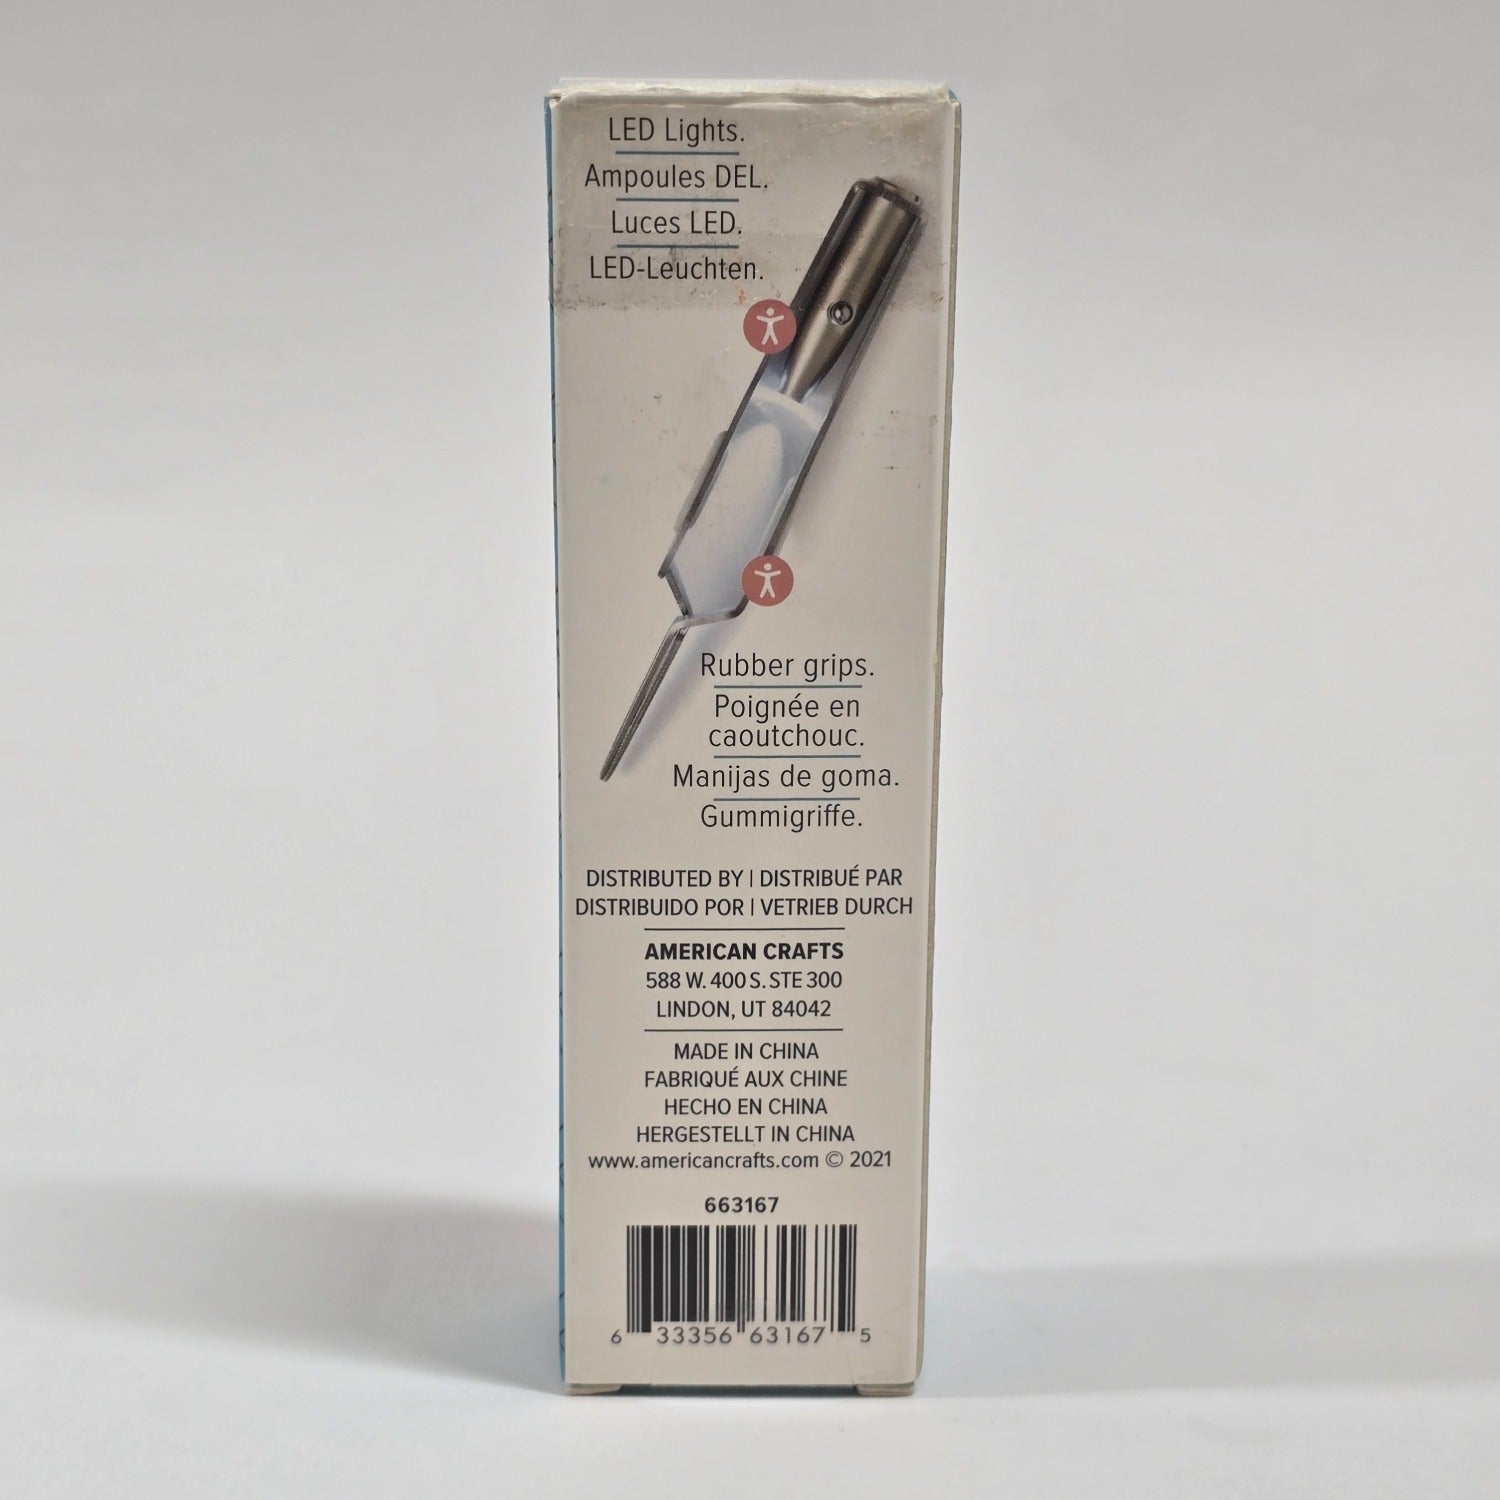 LED Lights.
Ampoules DEL.
Luces LED.
LED-Leuchten.
Rubber grips.
Poignée en
caoutchouc.
Manijas de goma.
Gummigriffe.
DISTRIBUTED BY | DISTRIBUÉ PAR
DISTRIBUIDO POR | VETRIEB DURCH
AMERICAN CRAFTS
588 W. 400 S. STE 300
LINDON, UT 84042
MADE IN CHINA
FABRIQUÉ AUX CHINE
HECHO EN CHINA
HERGESTELLT IN CHINA
www.americancrafts.com © 2021
663167
6 33356 63167 5